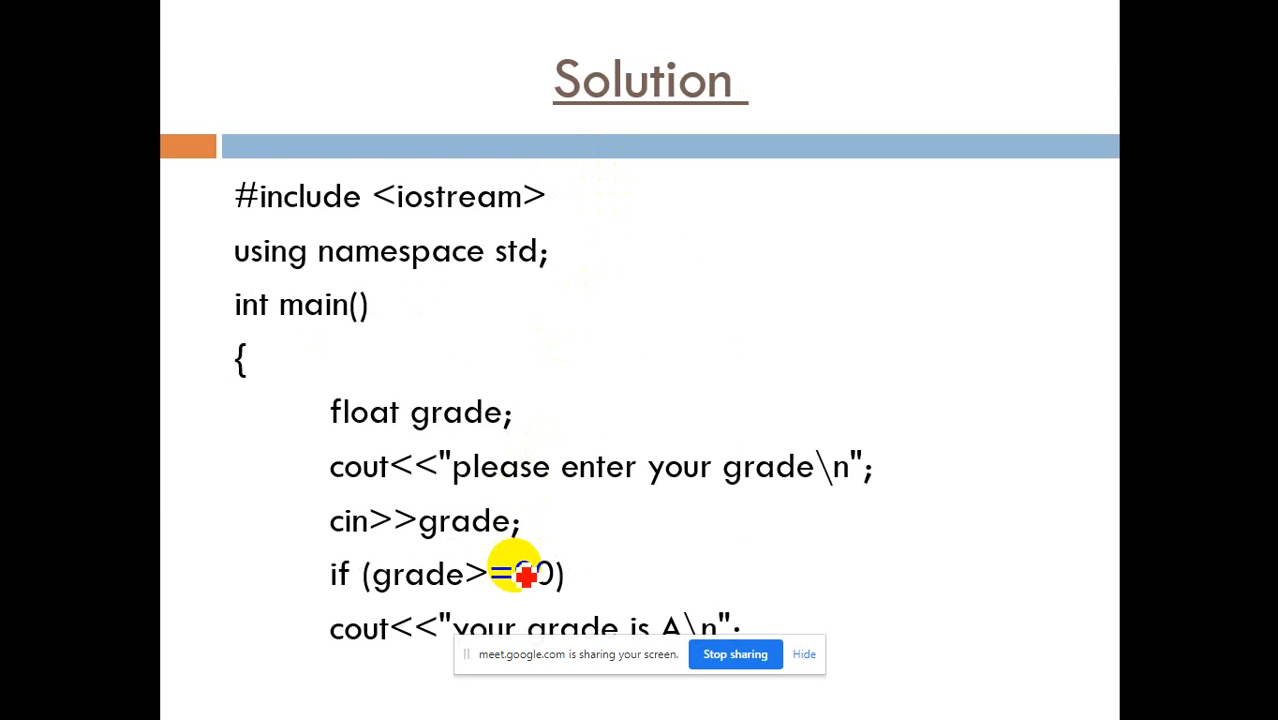 Solution
#include <iostream>
using namespace std;
int main()
{
float grade;
cout<<"please enter your grade\n";
cin>>grade;
if (grade>= 0)
cout<<"your grade is A\n";
meet.google.com is sharing your screen.
Stop sharing
Hide